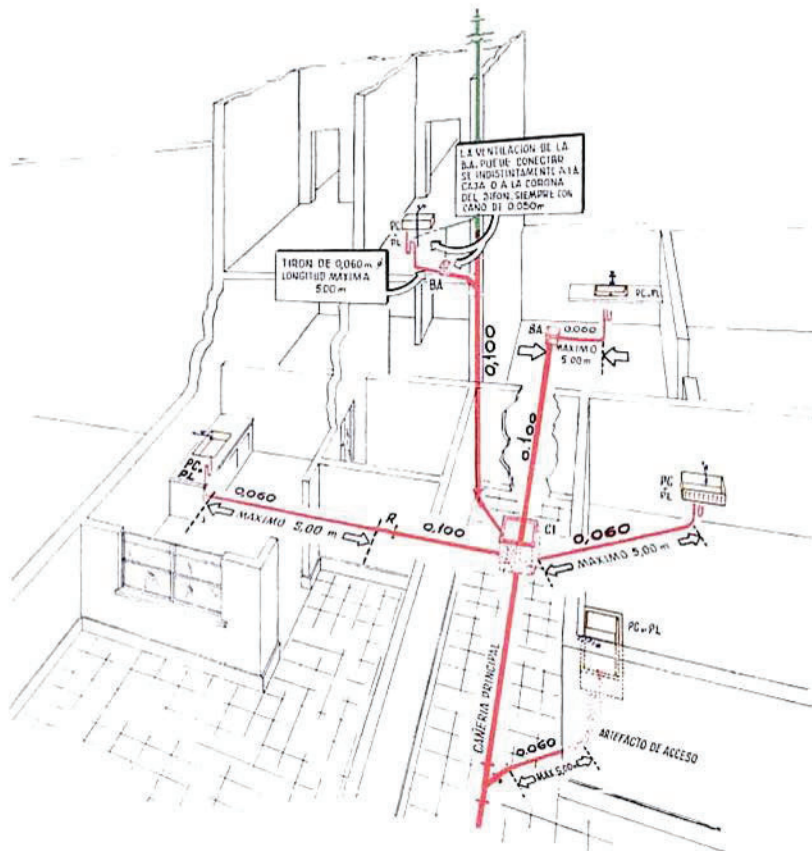 LA VENTILACION DE LA
B.A. PUEDE CONECTAR
SE INDISTINTAMENTE A LA
CAJA O A LA CORONA
DEL SIFON, SIEMPRE CON
CAÑO DE 0.050m
PC
PL
TIRON DE 0,060 m ø
LONGITUD MAXIMA
5.00 m
BA
PC o PL
BA
0.060
MAXIMO
5.00 m
0,100
0.100
PC o
PL
PC
o
PL
0,060
R
0,100
CI
0,060
MAXIMO 5,00 m
MAXIMO 5,00 m
PC o PL
CAÑERIA PRINCIPAL
ARTEFACTO DE ACCESO
0.060
MAX 5,00 m